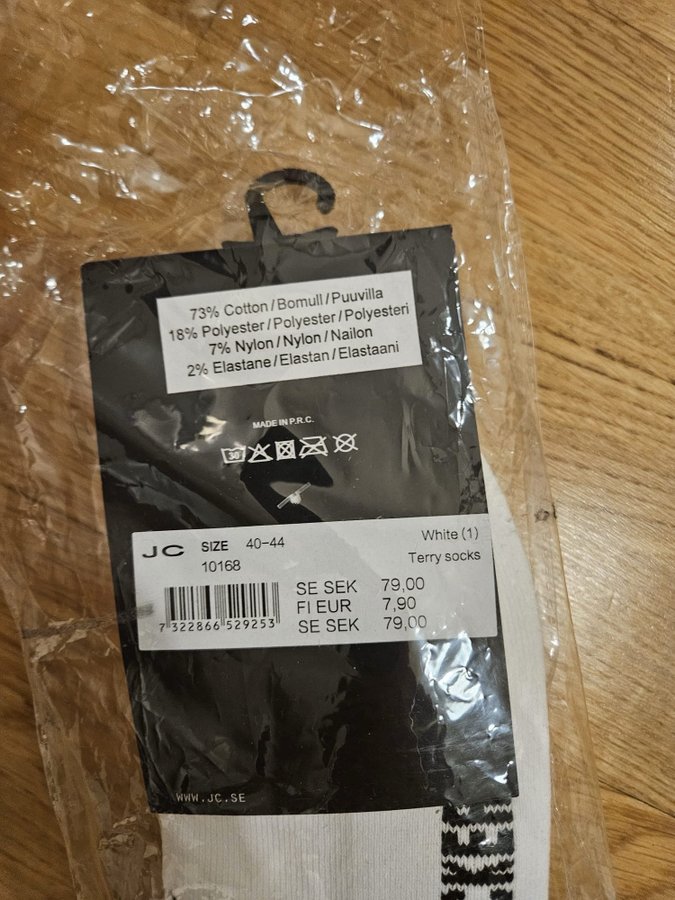 73% Cotton/Bomull/Puuvilla
18% Polyester/Polyester/Polyesteri
7% Nylon/Nylon/Nailon
2% Elastane/Elastan/Elastaani
MADE IN P.R.C.
30
JC SIZE 40-44 White (1)
10168 Terry socks
SE SEK 79,00
FI EUR 7,90
SE SEK 79,00
7 322866 529253
WWW.JC.SE